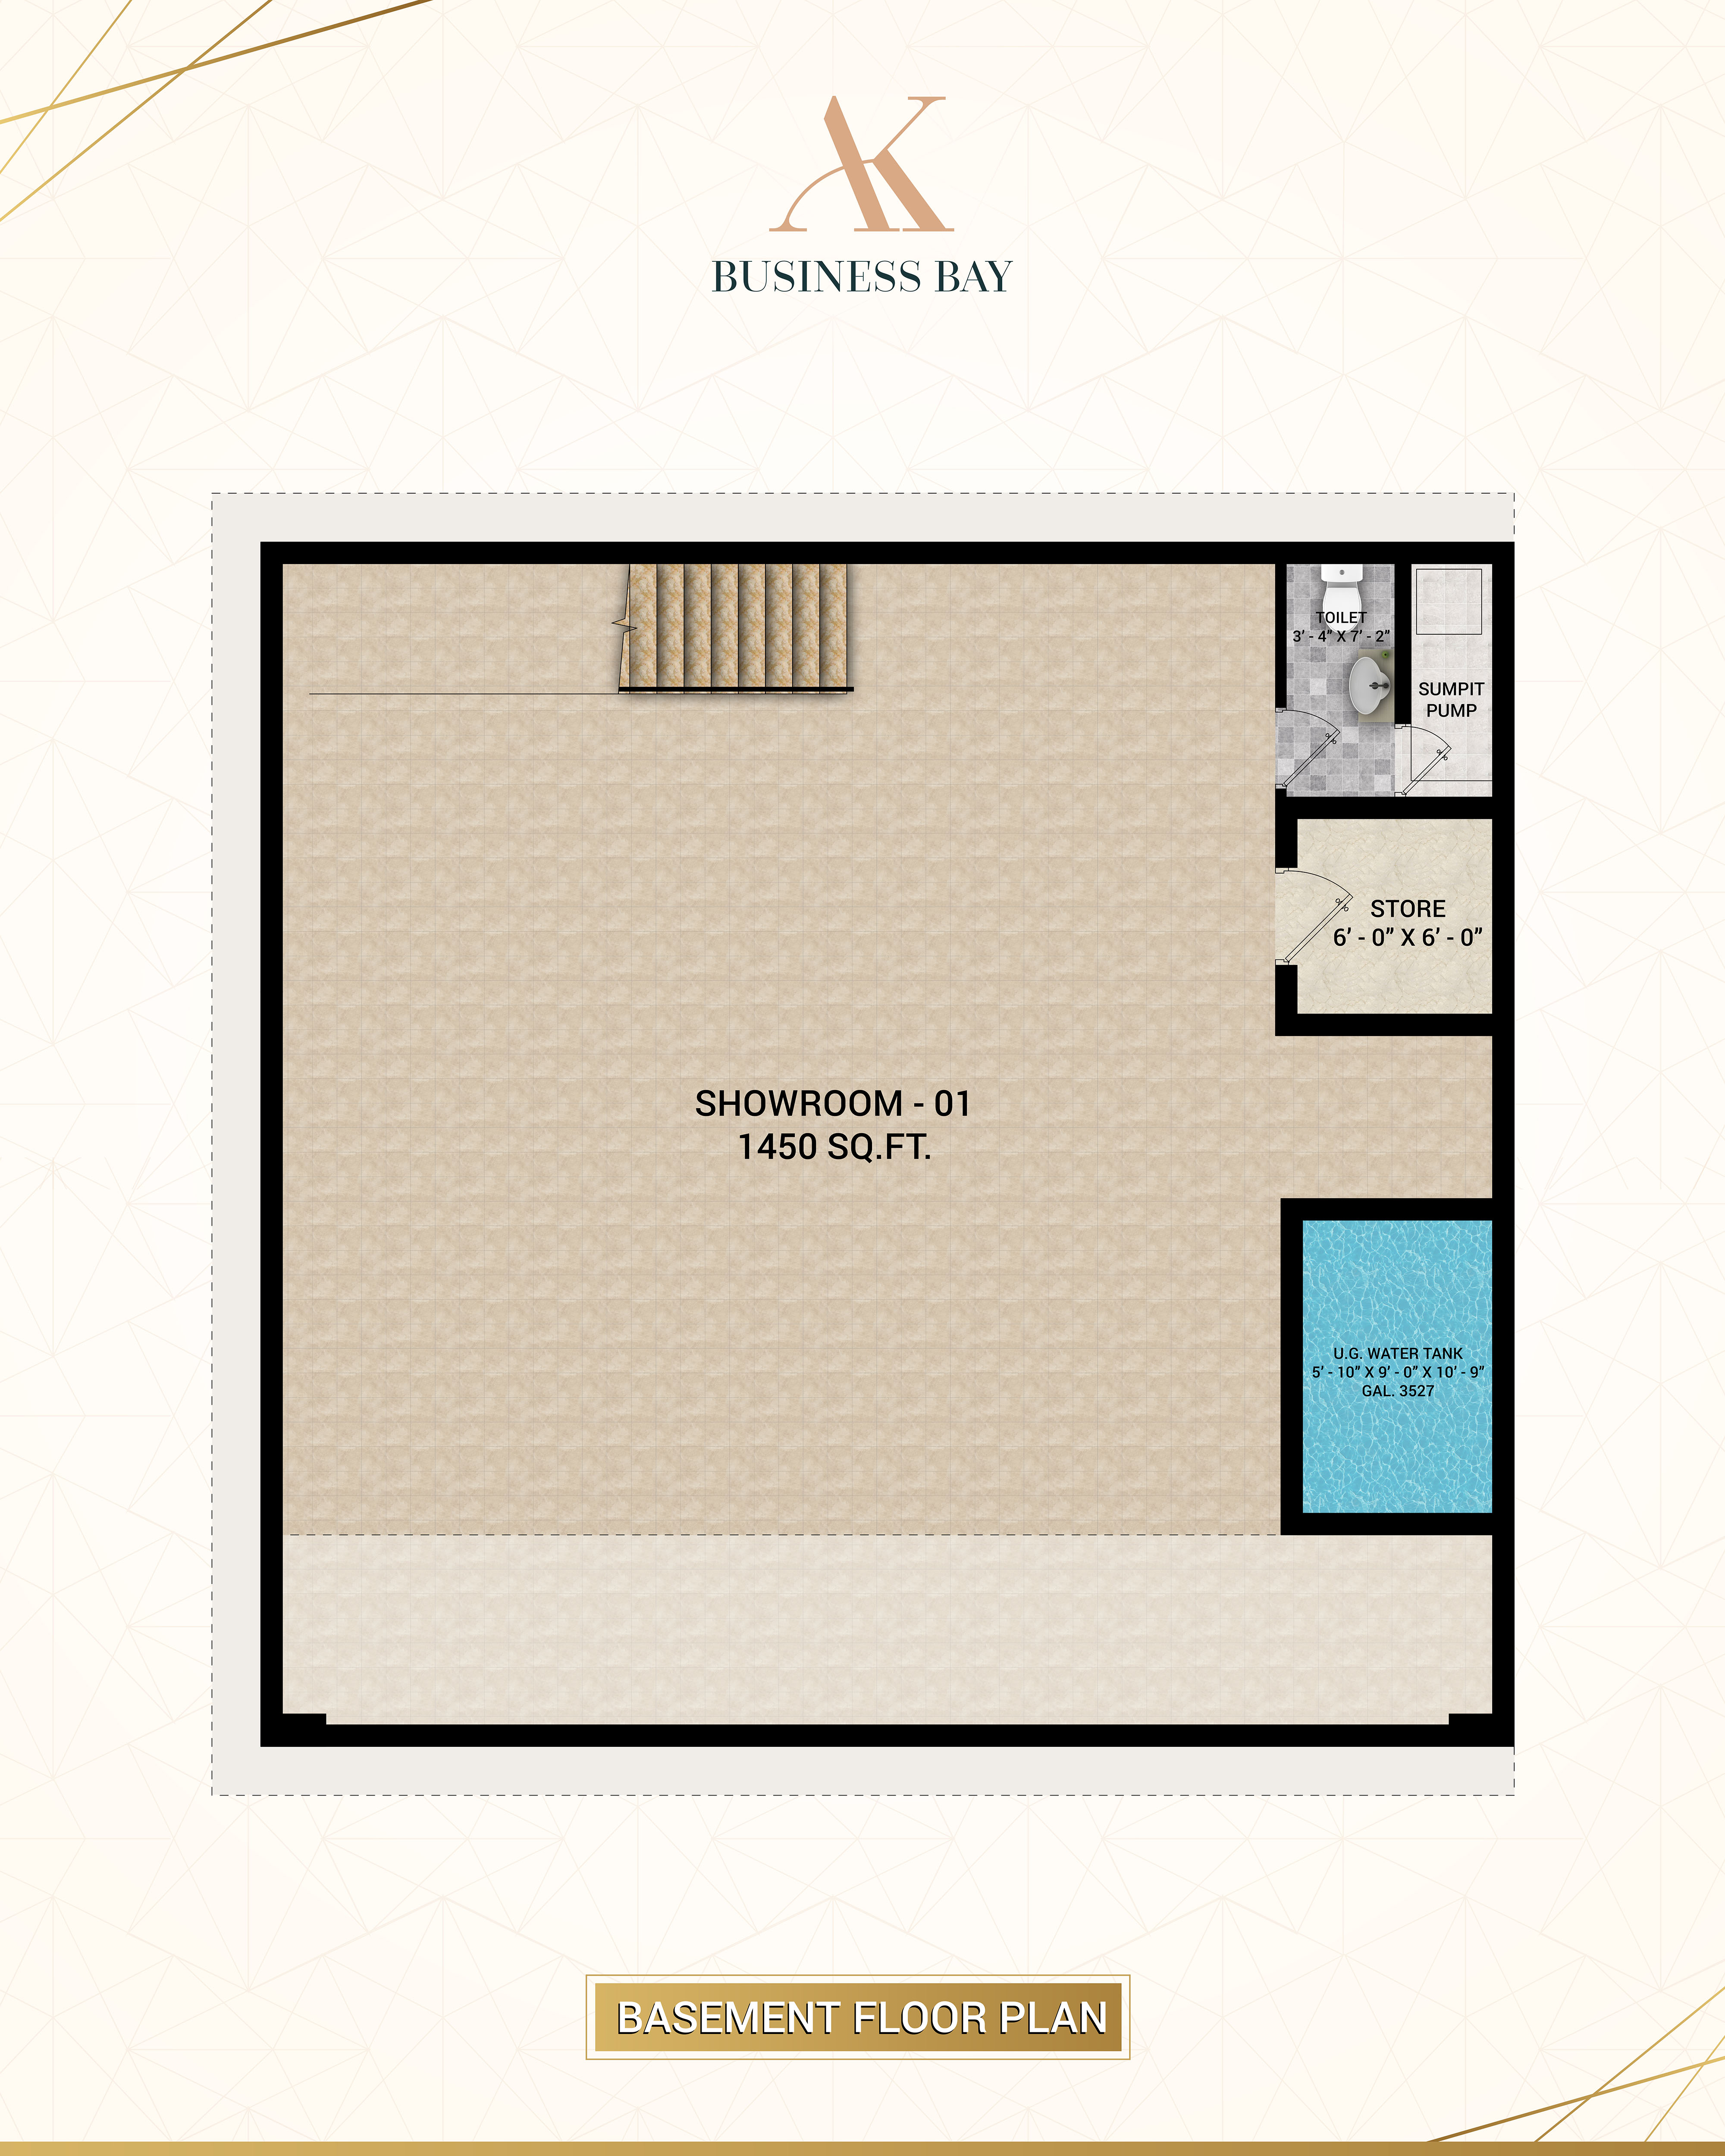 AK
BUSINESS BAY
TOILET
3’ - 4” X 7’ - 2”
SUMPIT
PUMP
STORE
6’ - 0” X 6’ - 0”
SHOWROOM - 01
1450 SQ.FT.
U.G. WATER TANK
5’ - 10” X 9’ - 0” X 10’ - 9”
GAL. 3527
BASEMENT FLOOR PLAN